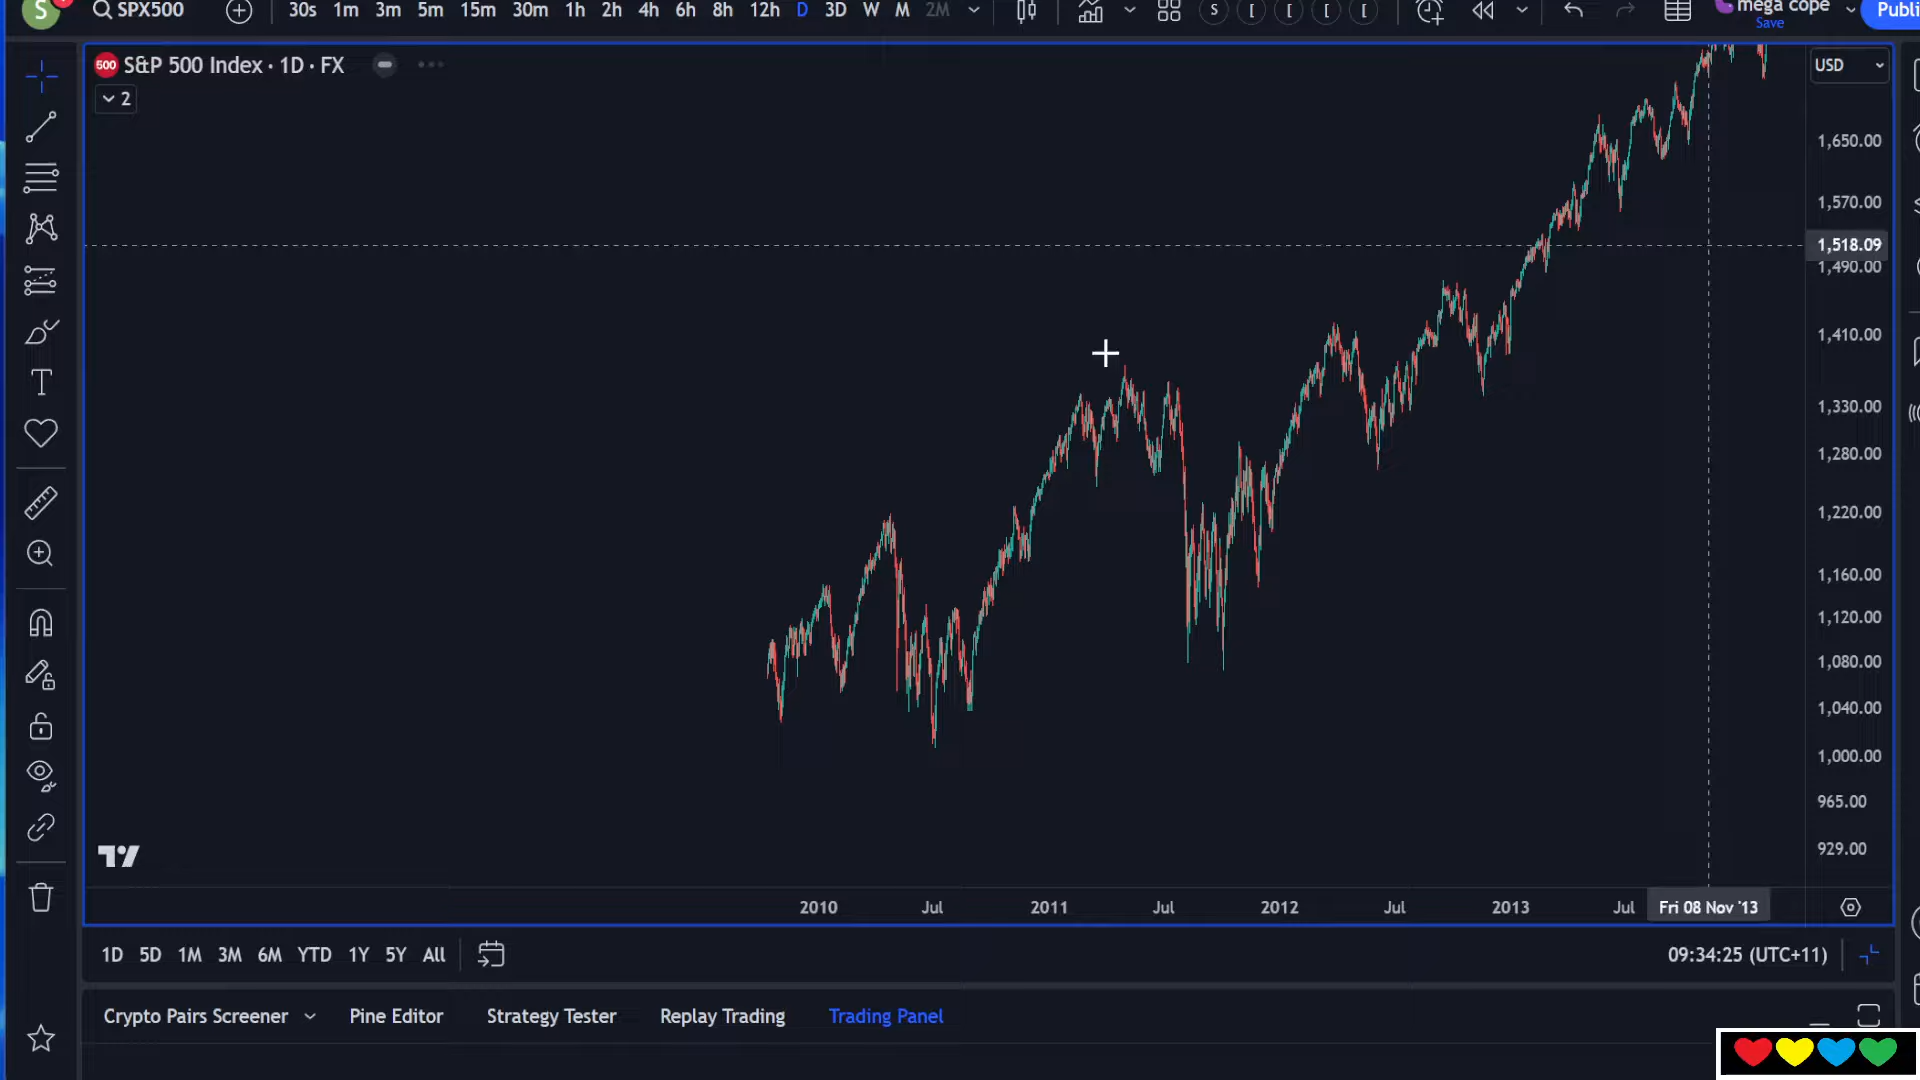 S SPX500 30s 1m 3m 5m 15m 30m 1h 2h 4h 6h 8h 12h D 3D W M 2M S [ [ [ [ mega cope Publi
Save
500 S&P 500 Index · 1D · FX
2
USD
1,650.00
1,570.00
1,518.09
1,490.00
1,410.00
1,330.00
1,280.00
1,220.00
1,160.00
1,120.00
1,080.00
1,040.00
1,000.00
965.00
929.00
2010 Jul 2011 Jul 2012 Jul 2013 Jul Fri 08 Nov '13
1D 5D 1M 3M 6M YTD 1Y 5Y All 09:34:25 (UTC+11)
Crypto Pairs Screener Pine Editor Strategy Tester Replay Trading Trading Panel